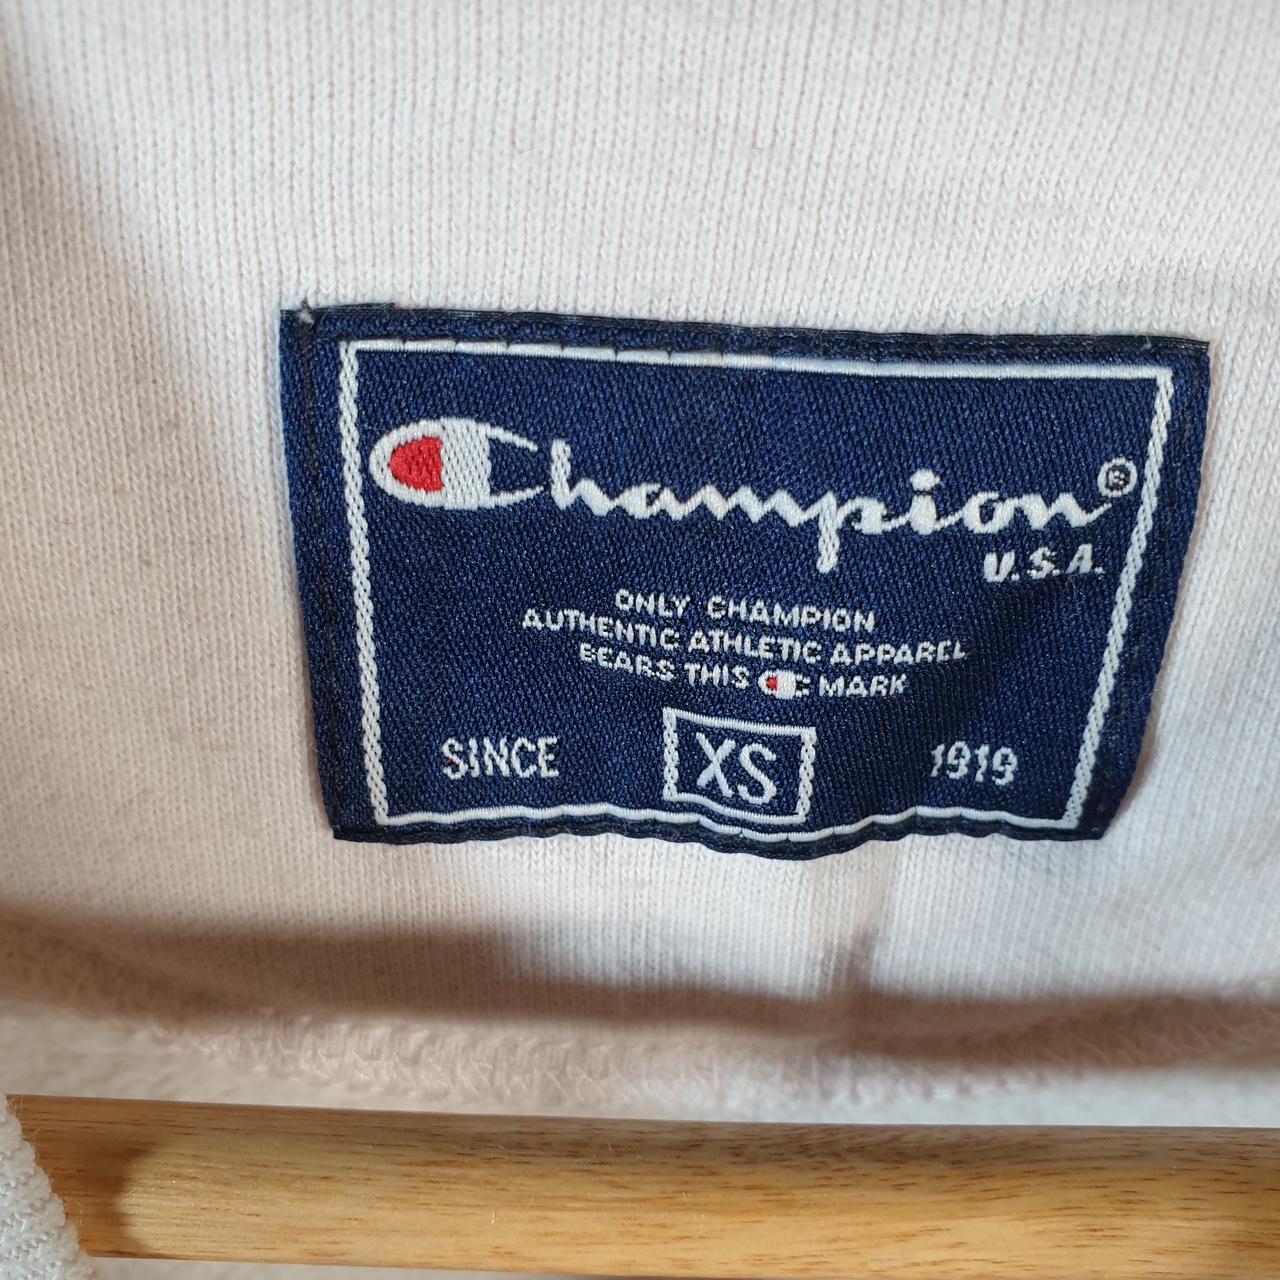 Champion®
U.S.A.
ONLY CHAMPION
AUTHENTIC ATHLETIC APPAREL
BEARS THIS C MARK
SINCE XS 1919